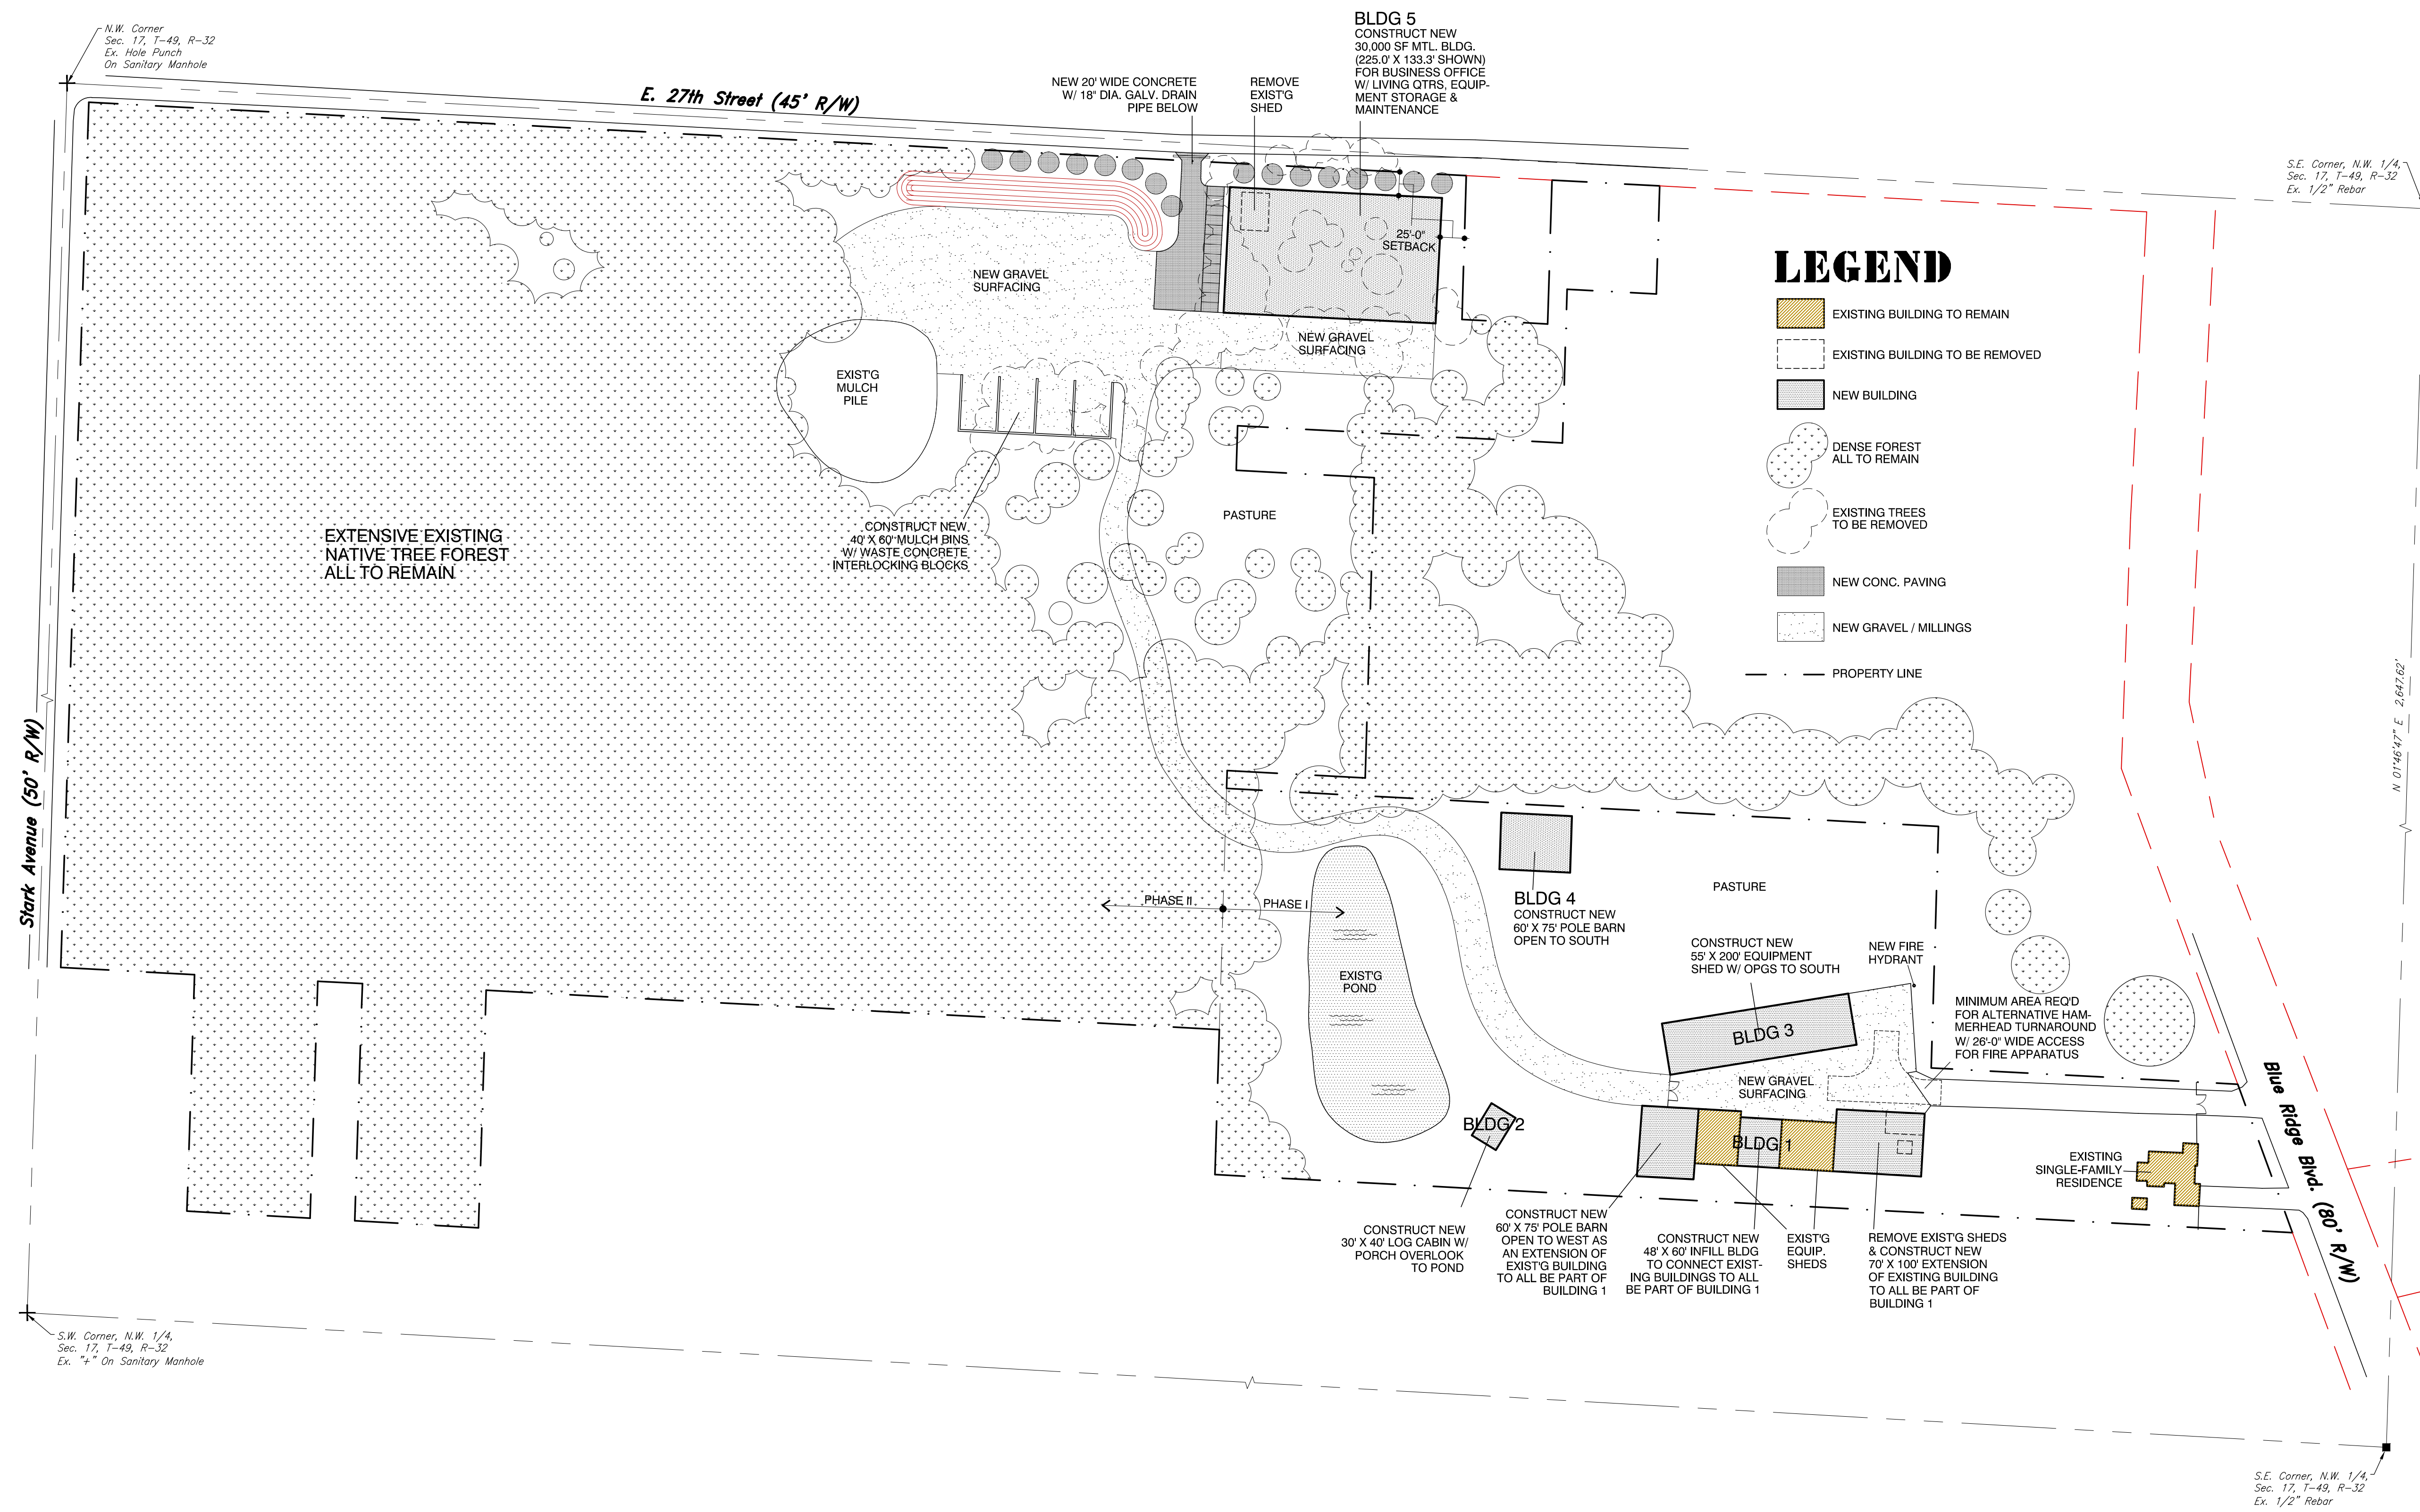 N.W. Corner
Sec. 17, T-49, R-32
Ex. Hole Punch
On Sanitary Manhole
E. 27th Street (45' R/W)
NEW 20' WIDE CONCRETE
W/ 18" DIA. GALV. DRAIN
PIPE BELOW
REMOVE
EXIST'G
SHED
BLDG 5
CONSTRUCT NEW
30,000 SF MTL. BLDG.
(225.0' X 133.3' SHOWN)
FOR BUSINESS OFFICE
W/ LIVING QTRS, EQUIP-
MENT STORAGE &
MAINTENANCE
S.E. Corner, N.W. 1/4,
Sec. 17, T-49, R-32
Ex. 1/2" Rebar
25'-0"
SETBACK
NEW GRAVEL
SURFACING
NEW GRAVEL
SURFACING
EXIST'G
MULCH
PILE
LEGEND
EXISTING BUILDING TO REMAIN
EXISTING BUILDING TO BE REMOVED
NEW BUILDING
DENSE FOREST
ALL TO REMAIN
EXISTING TREES
TO BE REMOVED
NEW CONC. PAVING
NEW GRAVEL / MILLINGS
PROPERTY LINE
EXTENSIVE EXISTING
NATIVE TREE FOREST
ALL TO REMAIN
CONSTRUCT NEW
40' X 60' MULCH BINS
W/ WASTE CONCRETE
INTERLOCKING BLOCKS
PASTURE
N 01°46'47" E 2,647.62'
Stark Avenue (50' R/W)
PHASE II
PHASE I
BLDG 4
CONSTRUCT NEW
60' X 75' POLE BARN
OPEN TO SOUTH
PASTURE
EXIST'G
POND
CONSTRUCT NEW
55' X 200' EQUIPMENT
SHED W/ OPGS TO SOUTH
NEW FIRE
HYDRANT
MINIMUM AREA REQ'D
FOR ALTERNATIVE HAM-
MERHEAD TURNAROUND
W/ 26'-0" WIDE ACCESS
FOR FIRE APPARATUS
BLDG 3
NEW GRAVEL
SURFACING
BLDG 2
BLDG 1
EXISTING
SINGLE-FAMILY
RESIDENCE
Blue Ridge Blvd. (80' R/W)
CONSTRUCT NEW
30' X 40' LOG CABIN W/
PORCH OVERLOOK
TO POND
CONSTRUCT NEW
60' X 75' POLE BARN
OPEN TO WEST AS
AN EXTENSION OF
EXIST'G BUILDING
TO ALL BE PART OF
BUILDING 1
CONSTRUCT NEW
48' X 60' INFILL BLDG
TO CONNECT EXIST-
ING BUILDINGS TO ALL
BE PART OF BUILDING 1
EXIST'G
EQUIP.
SHEDS
REMOVE EXIST'G SHEDS
& CONSTRUCT NEW
70' X 100' EXTENSION
OF EXISTING BUILDING
TO ALL BE PART OF
BUILDING 1
S.W. Corner, N.W. 1/4,
Sec. 17, T-49, R-32
Ex. "+" On Sanitary Manhole
S.E. Corner, N.W. 1/4,
Sec. 17, T-49, R-32
Ex. 1/2" Rebar